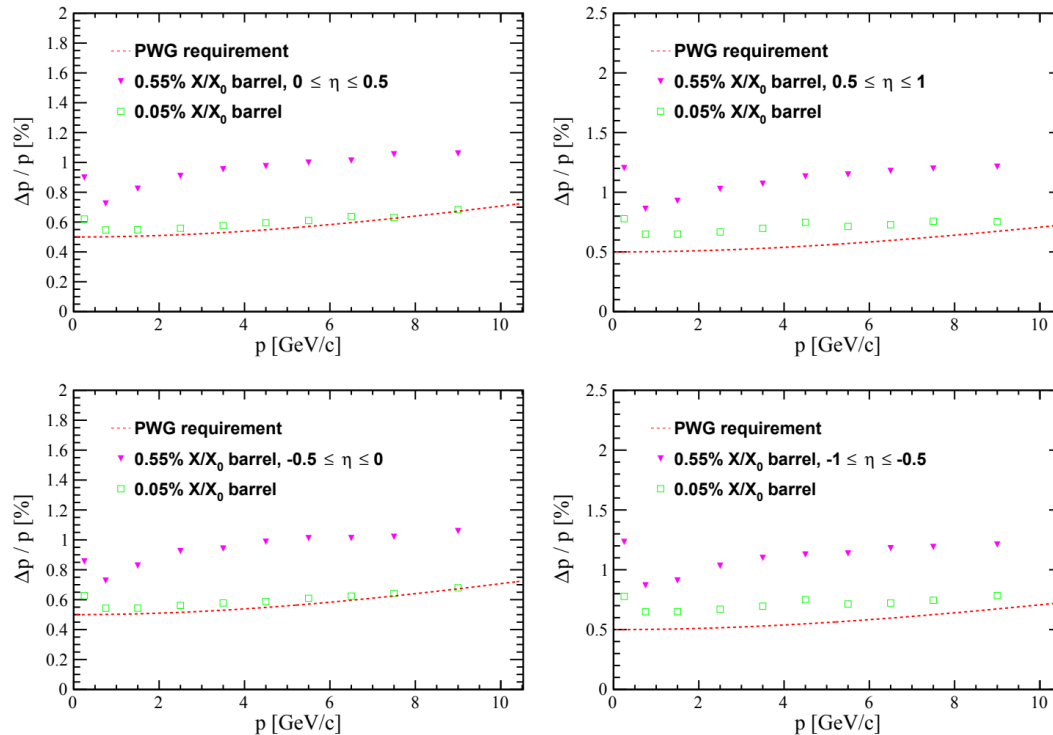 2
1.8
1.6
1.4
1.2
1
0.8
0.6
0.4
0.2
0
Δp / p [%]
PWG requirement
0.55% X/X₀ barrel, 0 ≤ η ≤ 0.5
0.05% X/X₀ barrel
0 2 4 6 8 10
p [GeV/c]
2.5
2
1.5
1
0.5
0
Δp / p [%]
PWG requirement
0.55% X/X₀ barrel, 0.5 ≤ η ≤ 1
0.05% X/X₀ barrel
0 2 4 6 8 10
p [GeV/c]
2
1.8
1.6
1.4
1.2
1
0.8
0.6
0.4
0.2
0
Δp / p [%]
PWG requirement
0.55% X/X₀ barrel, -0.5 ≤ η ≤ 0
0.05% X/X₀ barrel
0 2 4 6 8 10
p [GeV/c]
2.5
2
1.5
1
0.5
0
Δp / p [%]
PWG requirement
0.55% X/X₀ barrel, -1 ≤ η ≤ -0.5
0.05% X/X₀ barrel
0 2 4 6 8 10
p [GeV/c]